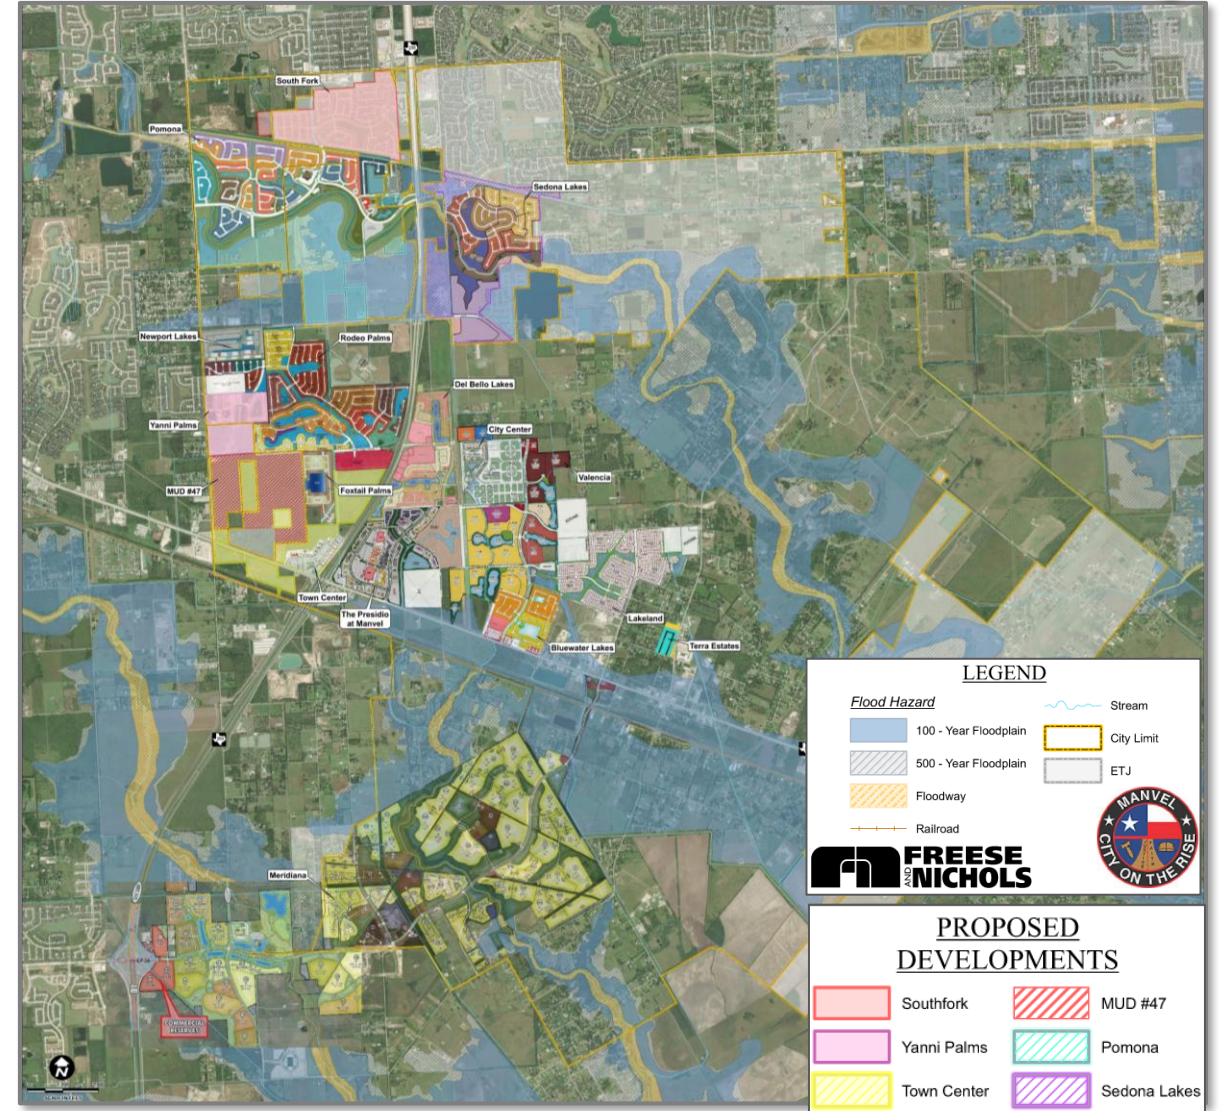 South Fork
Pomona
Sedona Lakes
Newport Lakes
Rodeo Palms
Del Bello Lakes
Yanni Palms
City Center
Valencia
MUD #47
Foxtail Palms
Town Center
The Presidio
at Manvel
Lakeland
Bluewater Lakes
Terra Estates
Meridiana
COMMERCIAL
RESERVES
N
LEGEND
Flood Hazard
100 - Year Floodplain
500 - Year Floodplain
Floodway
Railroad
Stream
City Limit
ETJ
FREESE
AND
NICHOLS
MANVEL
CITY ON THE RISE
PROPOSED
DEVELOPMENTS
Southfork
MUD #47
Yanni Palms
Pomona
Town Center
Sedona Lakes